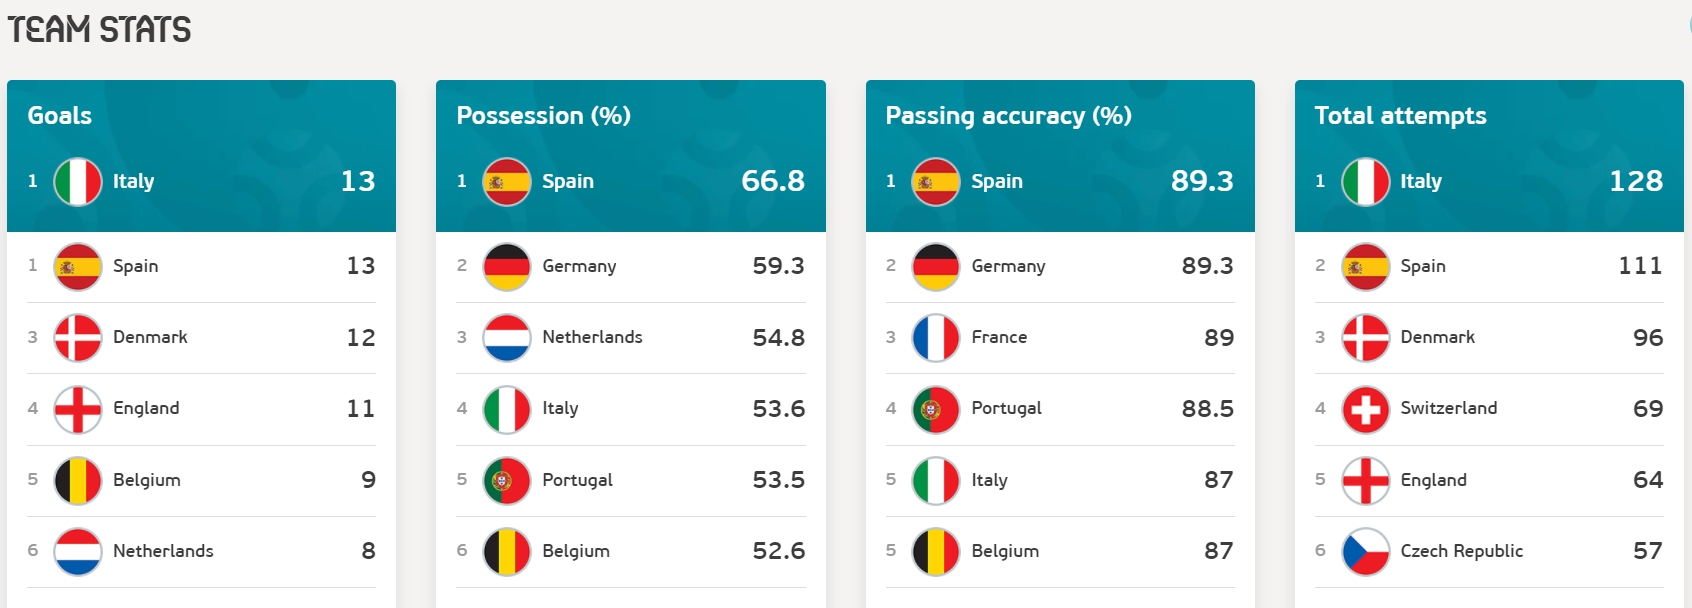 TEAM STATS
Goals
1 Italy 13
1 Spain 13
3 Denmark 12
4 England 11
5 Belgium 9
6 Netherlands 8
Possession (%)
1 Spain 66.8
2 Germany 59.3
3 Netherlands 54.8
4 Italy 53.6
5 Portugal 53.5
6 Belgium 52.6
Passing accuracy (%)
1 Spain 89.3
2 Germany 89.3
3 France 89
4 Portugal 88.5
5 Italy 87
5 Belgium 87
Total attempts
1 Italy 128
2 Spain 111
3 Denmark 96
4 Switzerland 69
5 England 64
6 Czech Republic 57